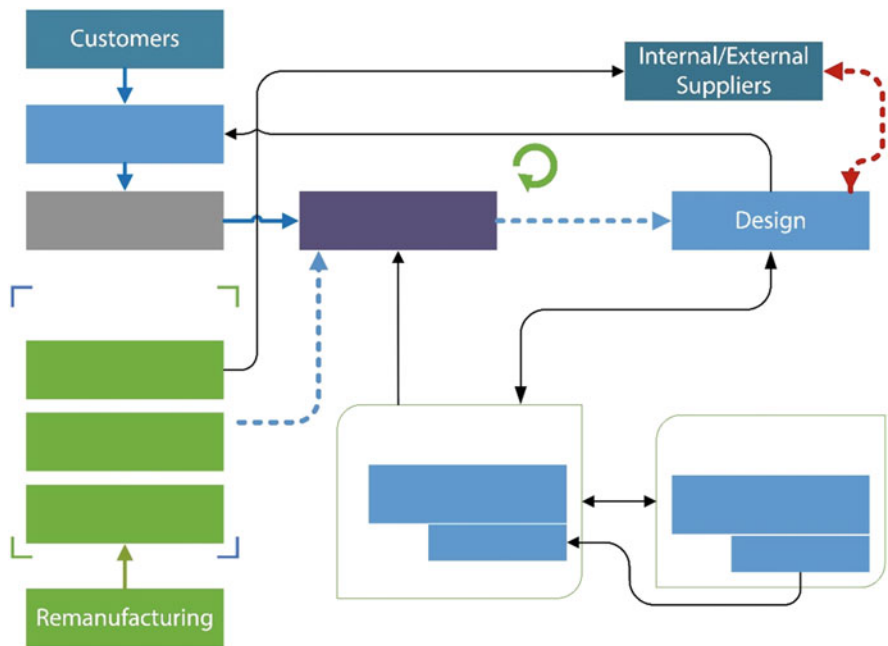 Customers
Internal/External
Suppliers
Design
Remanufacturing